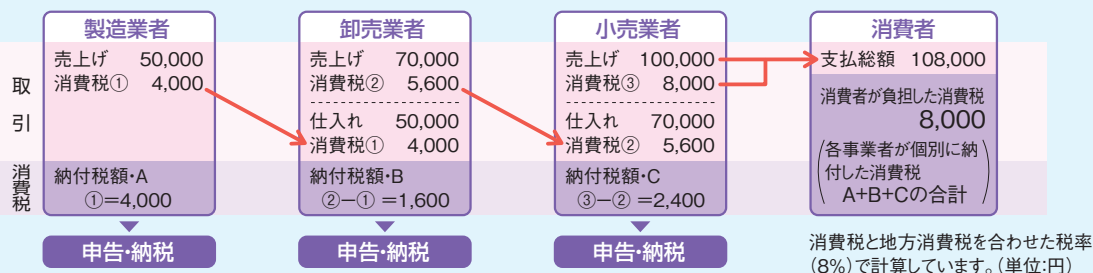 製造業者
売上げ 50,000
消費税① 4,000
納付税額・A
①=4,000
申告・納税
卸売業者
売上げ 70,000
消費税② 5,600
仕入れ 50,000
消費税① 4,000
納付税額・B
②−① =1,600
申告・納税
小売業者
売上げ 100,000
消費税③ 8,000
仕入れ 70,000
消費税② 5,600
納付税額・C
③−② =2,400
申告・納税
消費者
支払総額 108,000
消費者が負担した消費税
8,000
(各事業者が個別に納
付した消費税
A+B+Cの合計)
取引
消費税
消費税と地方消費税を合わせた税率
(8%)で計算しています。(単位:円)